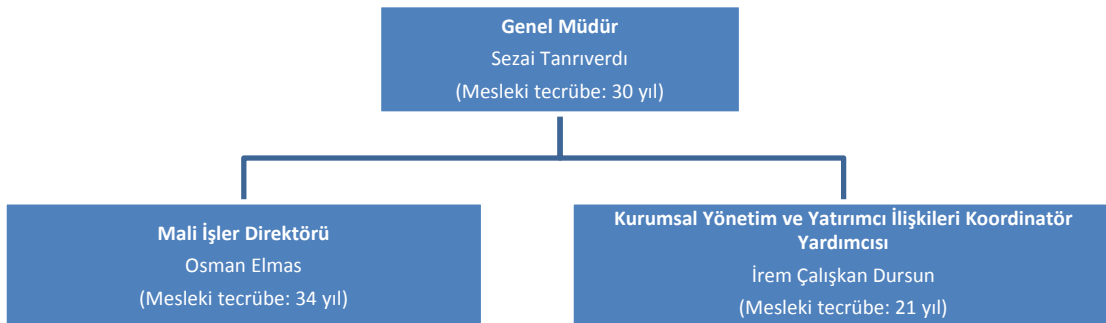 Genel Müdür
Sezai Tanrıverdı
(Mesleki tecrübe: 30 yıl)
Mali İşler Direktörü
Osman Elmas
(Mesleki tecrübe: 34 yıl)
Kurumsal Yönetim ve Yatırımcı İlişkileri Koordinatör
Yardımcısı
İrem Çalışkan Dursun
(Mesleki tecrübe: 21 yıl)